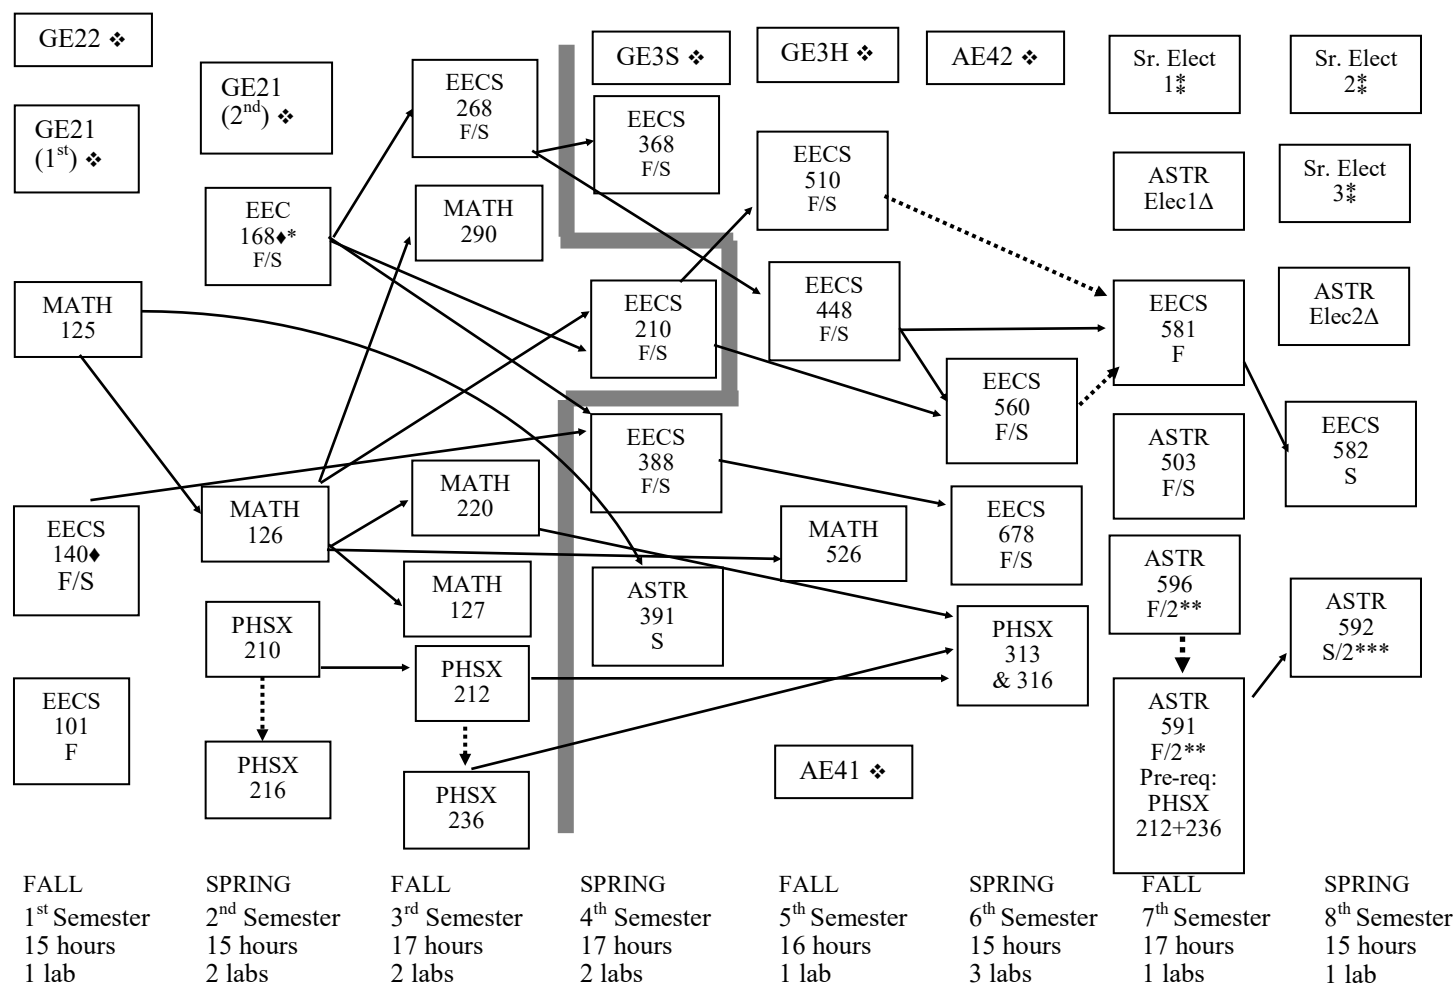 GE22 ❖
GE21
(1st) ❖
MATH
125
EECS
140♦
F/S
EECS
101
F
GE21
(2nd) ❖
EEC
168♦*
F/S
MATH
126
PHSX
210
PHSX
216
EECS
268
F/S
MATH
290
MATH
220
MATH
127
PHSX
212
PHSX
236
GE3S ❖
EECS
368
F/S
EECS
210
F/S
EECS
388
F/S
ASTR
391
S
GE3H ❖
EECS
510
F/S
EECS
448
F/S
MATH
526
AE41 ❖
AE42 ❖
EECS
560
F/S
EECS
678
F/S
PHSX
313
& 316
Sr. Elect
1⁑
ASTR
Elec1Δ
EECS
581
F
ASTR
503
F/S
ASTR
596
F/2**
ASTR
591
F/2**
Pre-req:
PHSX
212+236
Sr. Elect
2⁑
Sr. Elect
3⁑
ASTR
Elec2Δ
EECS
582
S
ASTR
592
S/2***
FALL
1st Semester
15 hours
1 lab
SPRING
2nd Semester
15 hours
2 labs
FALL
3rd Semester
17 hours
2 labs
SPRING
4th Semester
17 hours
2 labs
FALL
5th Semester
16 hours
1 lab
SPRING
6th Semester
15 hours
3 labs
FALL
7th Semester
17 hours
1 labs
SPRING
8th Semester
15 hours
1 lab